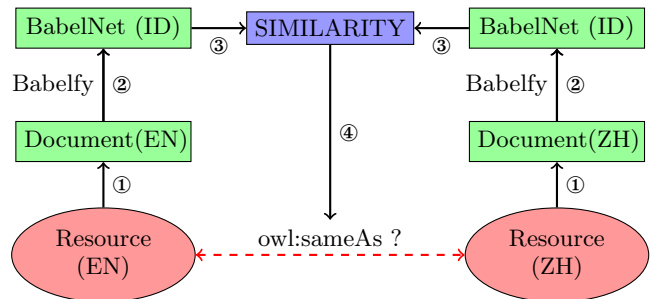 BabelNet (ID)
③
SIMILARITY
③
BabelNet (ID)
Babelfy
②
Babelfy
②
Document(EN)
④
Document(ZH)
①
①
Resource
(EN)
owl:sameAs ?
Resource
(ZH)